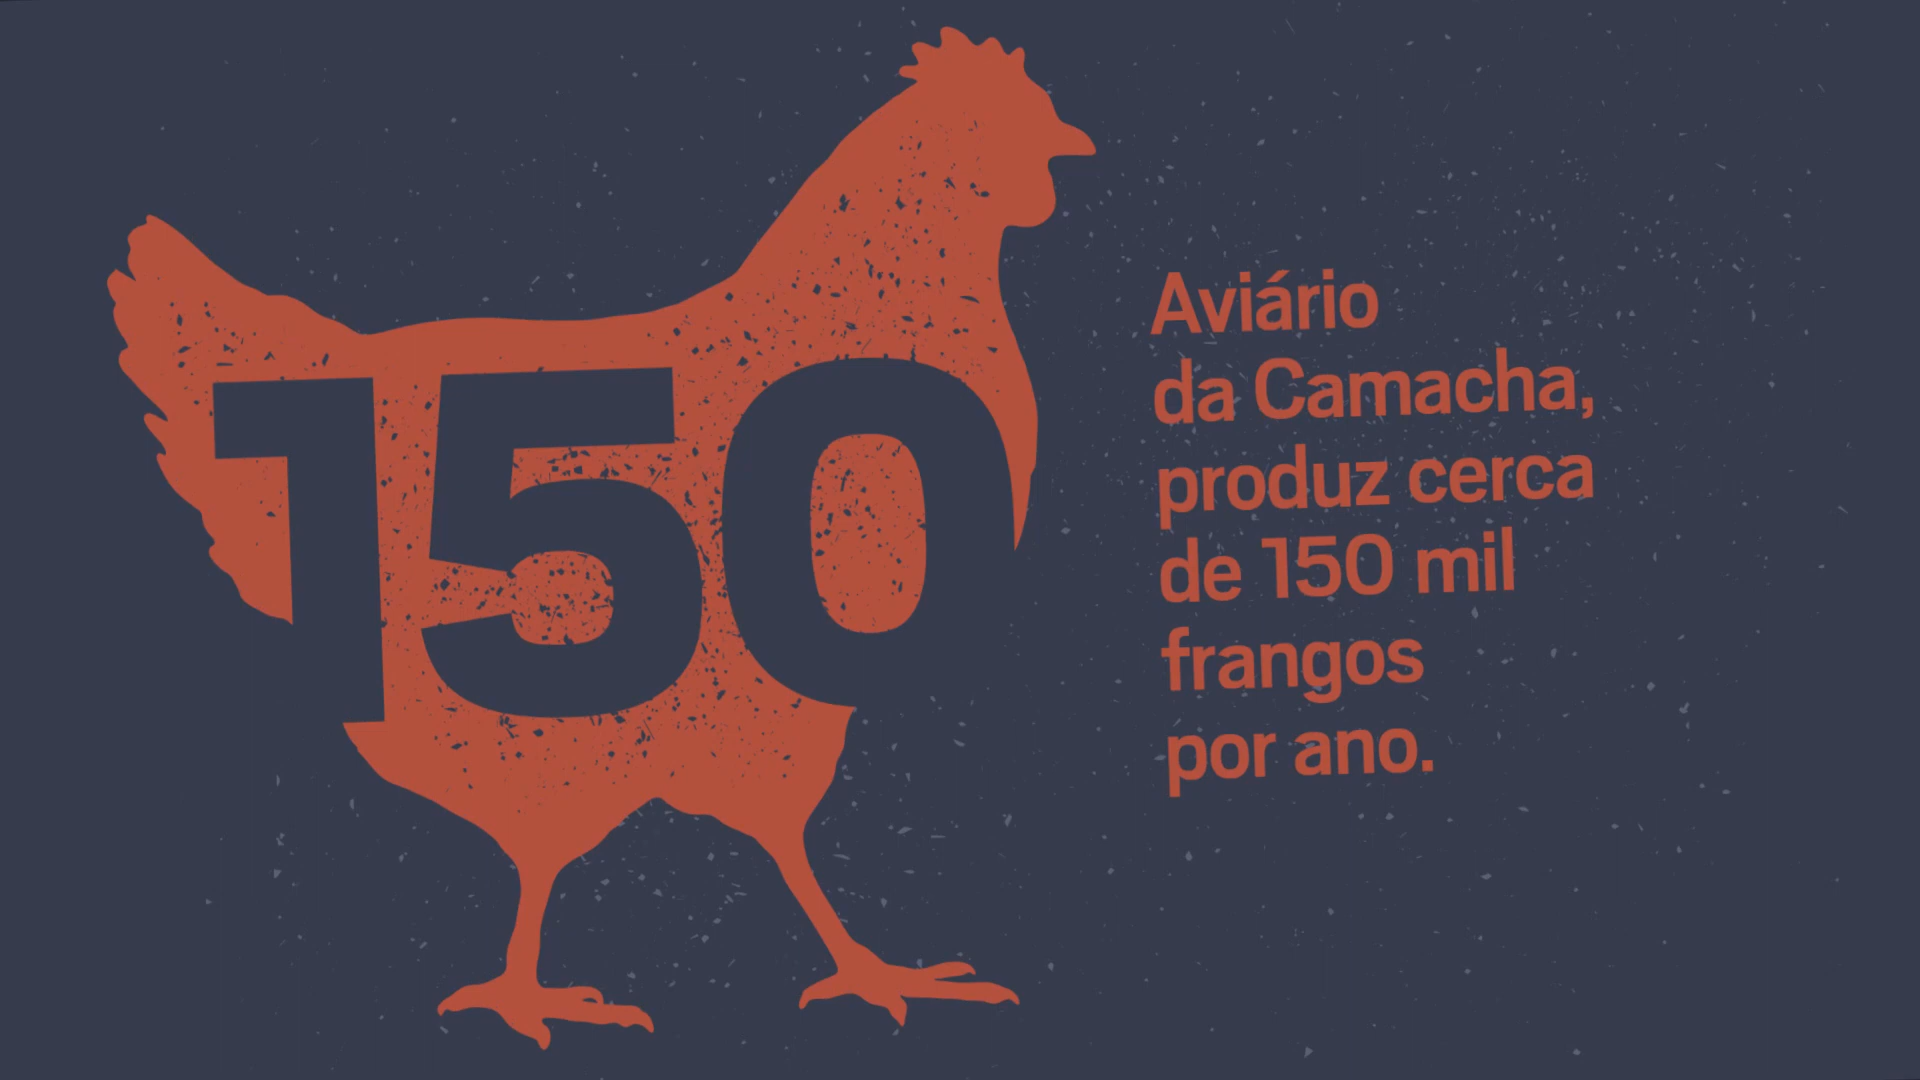 150
Aviário
da Camacha,
produz cerca
de 150 mil
frangos
por ano.